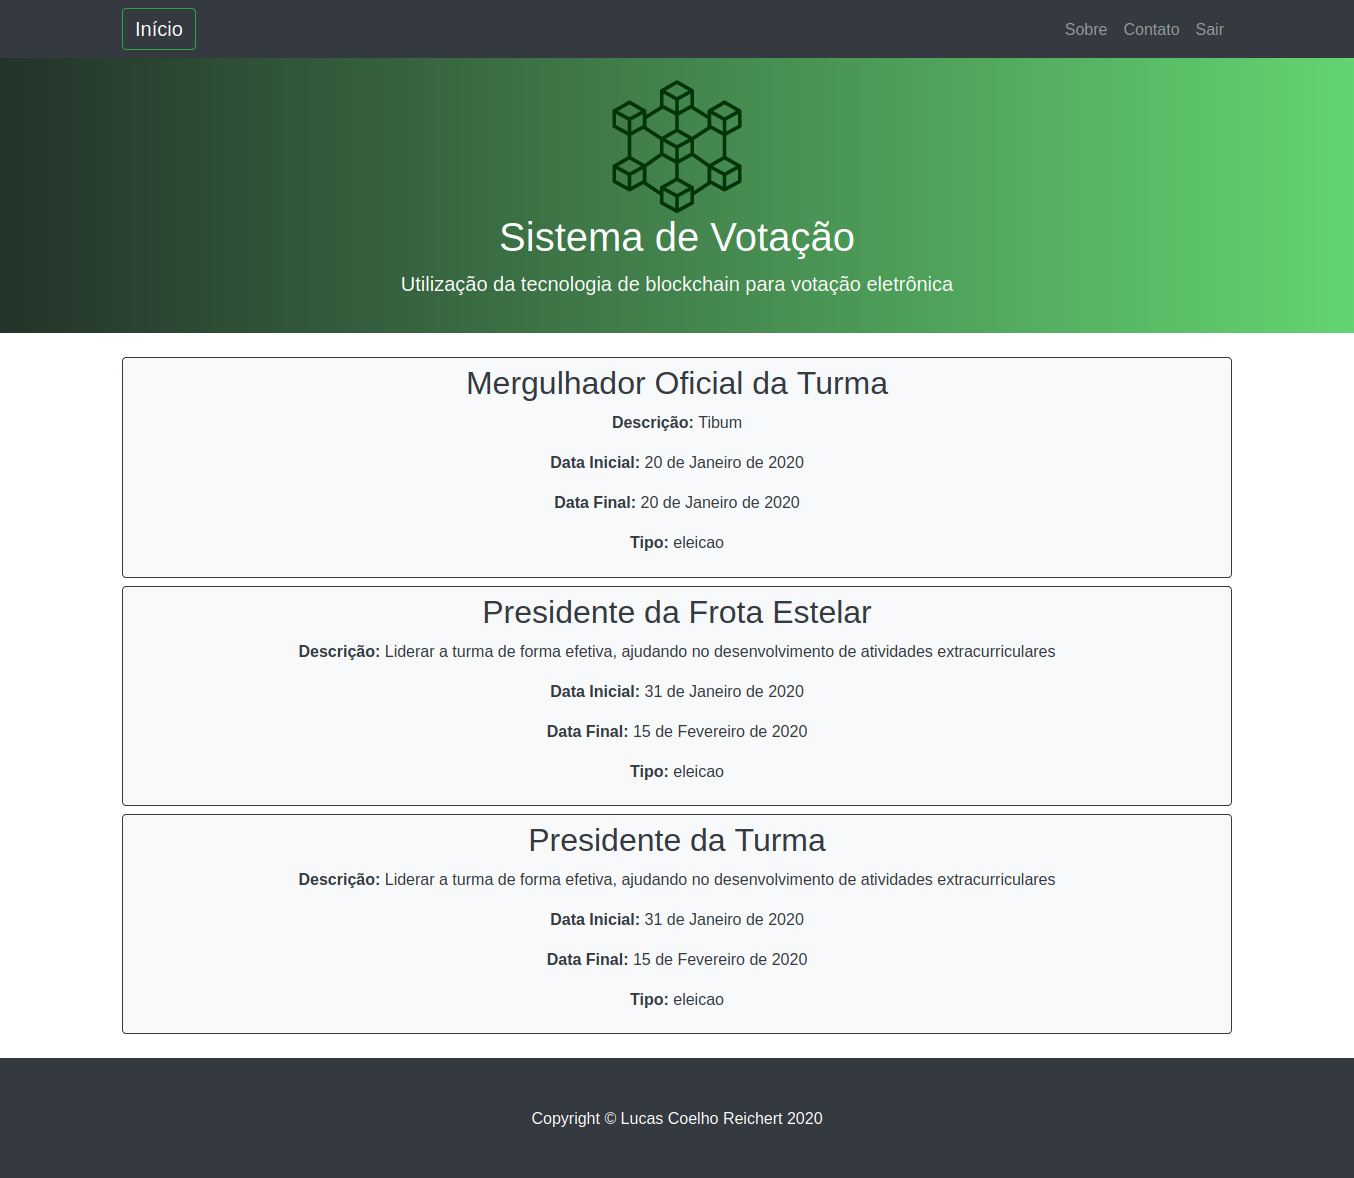 Início
Sobre Contato Sair
Sistema de Votação
Utilização da tecnologia de blockchain para votação eletrônica
Mergulhador Oficial da Turma
Descrição: Tibum
Data Inicial: 20 de Janeiro de 2020
Data Final: 20 de Janeiro de 2020
Tipo: eleicao
Presidente da Frota Estelar
Descrição: Liderar a turma de forma efetiva, ajudando no desenvolvimento de atividades extracurriculares
Data Inicial: 31 de Janeiro de 2020
Data Final: 15 de Fevereiro de 2020
Tipo: eleicao
Presidente da Turma
Descrição: Liderar a turma de forma efetiva, ajudando no desenvolvimento de atividades extracurriculares
Data Inicial: 31 de Janeiro de 2020
Data Final: 15 de Fevereiro de 2020
Tipo: eleicao
Copyright © Lucas Coelho Reichert 2020